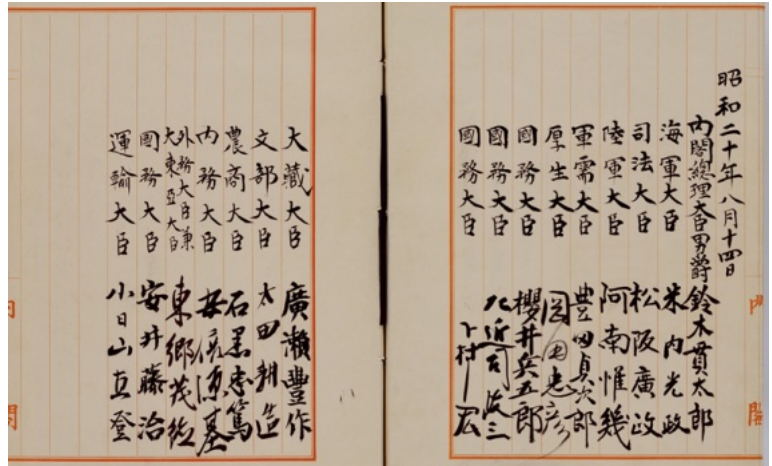 昭和二十年八月十四日
内閣總理大臣男爵 鈴木貫太郎
海軍大臣 米内光政
司法大臣 松阪廣政
陸軍大臣 阿南惟幾
軍需大臣 豊田貞次郎
厚生大臣 岡田忠彦
國務大臣 櫻井兵五郎
國務大臣 左近司政三
國務大臣 下村宏
大藏大臣 廣瀬豊作
文部大臣 太田耕造
農商大臣 石黒忠篤
内務大臣 安倍源基
外務大臣兼
大東亞大臣 東郷茂徳
國務大臣 安井藤治
運輸大臣 小日山直登